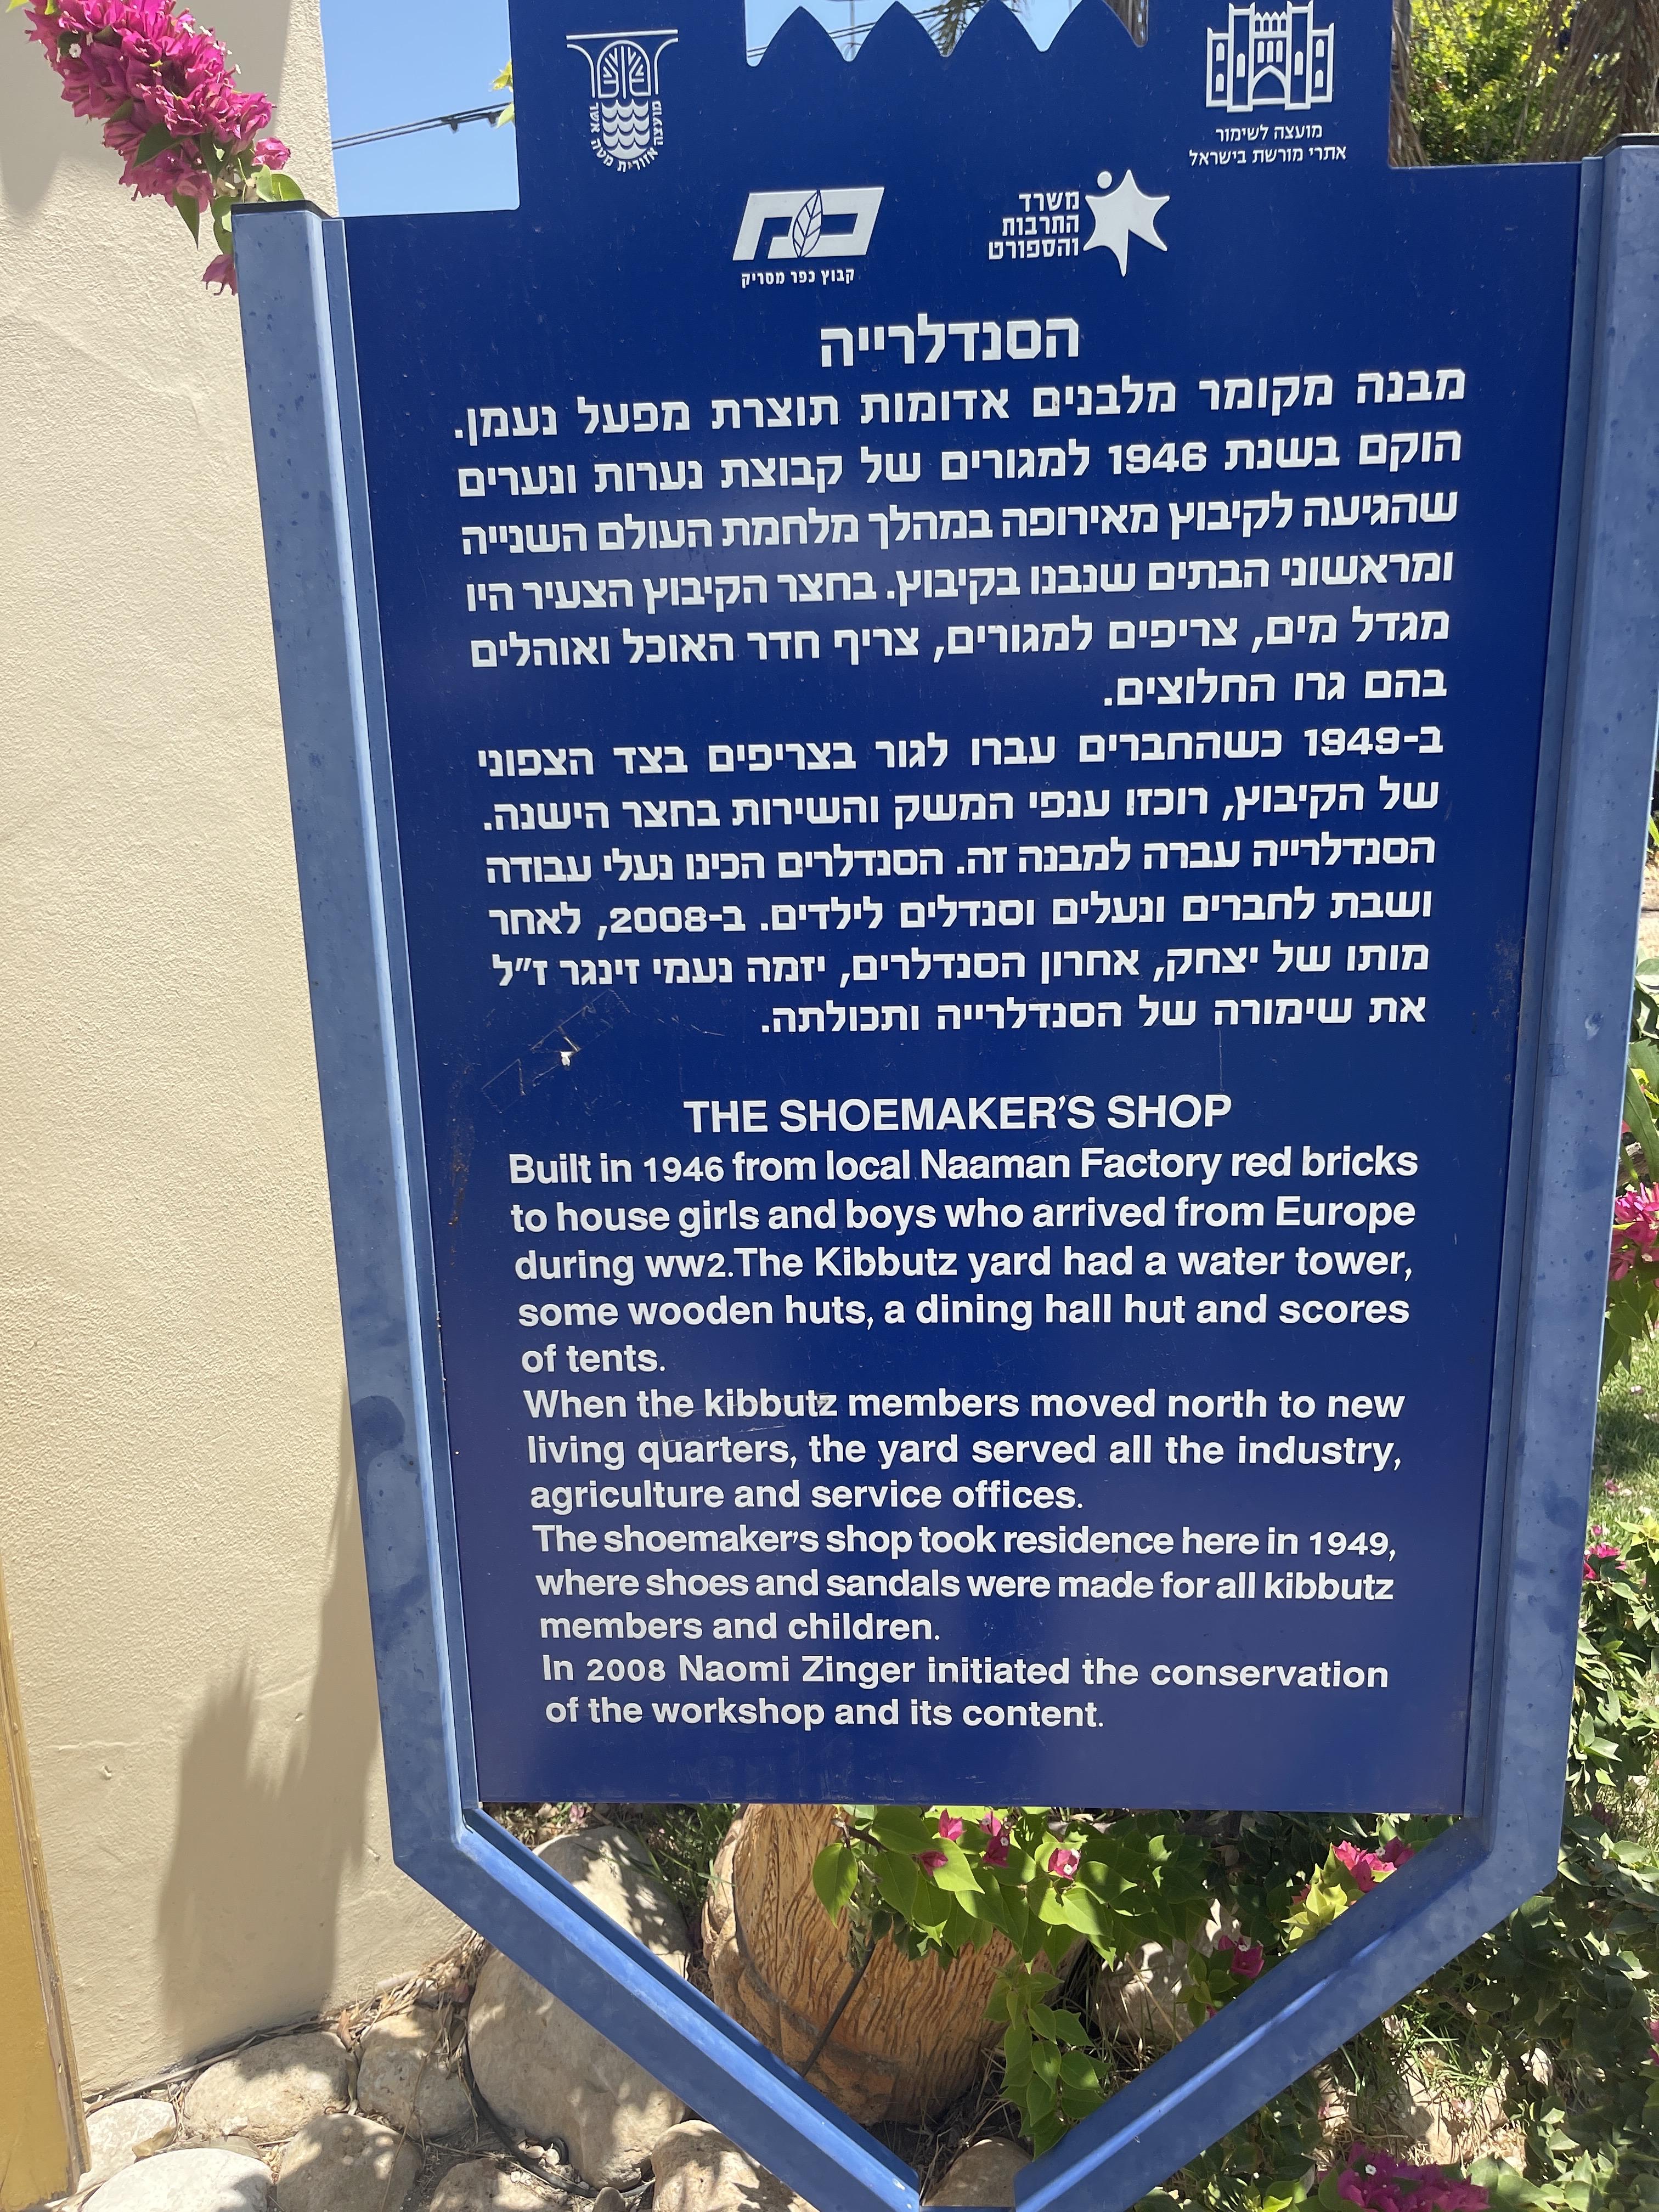 מועצה אזורית מטה אשר
מועצה לשימור
אתרי מורשת בישראל
קבוץ כפר מסריק
משרד
התרבות
והספורט
הסנדלרייה
מבנה מקומר מלבנים אדומות תוצרת מפעל נעמן.
הוקם בשנת 1946 למגורים של קבוצת נערות ונערים
שהגיעה לקיבוץ מאירופה במהלך מלחמת העולם השנייה
ומראשוני הבתים שנבנו בקיבוץ. בחצר הקיבוץ הצעיר היו
מגדל מים, צריפים למגורים, צריף חדר האוכל ואוהלים
בהם גרו החלוצים.
ב-1949 כשהחברים עברו לגור בצריפים בצד הצפוני
של הקיבוץ, רוכזו ענפי המשק והשירות בחצר הישנה.
הסנדלרייה עברה למבנה זה. הסנדלרים הכינו נעלי עבודה
ושבת לחברים ונעלים וסנדלים לילדים. ב-2008, לאחר
מותו של יצחק, אחרון הסנדלרים, יזמה נעמי זינגר ז"ל
את שימורה של הסנדלרייה ותכולתה.
THE SHOEMAKER'S SHOP
Built in 1946 from local Naaman Factory red bricks
to house girls and boys who arrived from Europe
during ww2.The Kibbutz yard had a water tower,
some wooden huts, a dining hall hut and scores
of tents.
When the kibbutz members moved north to new
living quarters, the yard served all the industry,
agriculture and service offices.
The shoemaker's shop took residence here in 1949,
where shoes and sandals were made for all kibbutz
members and children.
In 2008 Naomi Zinger initiated the conservation
of the workshop and its content.